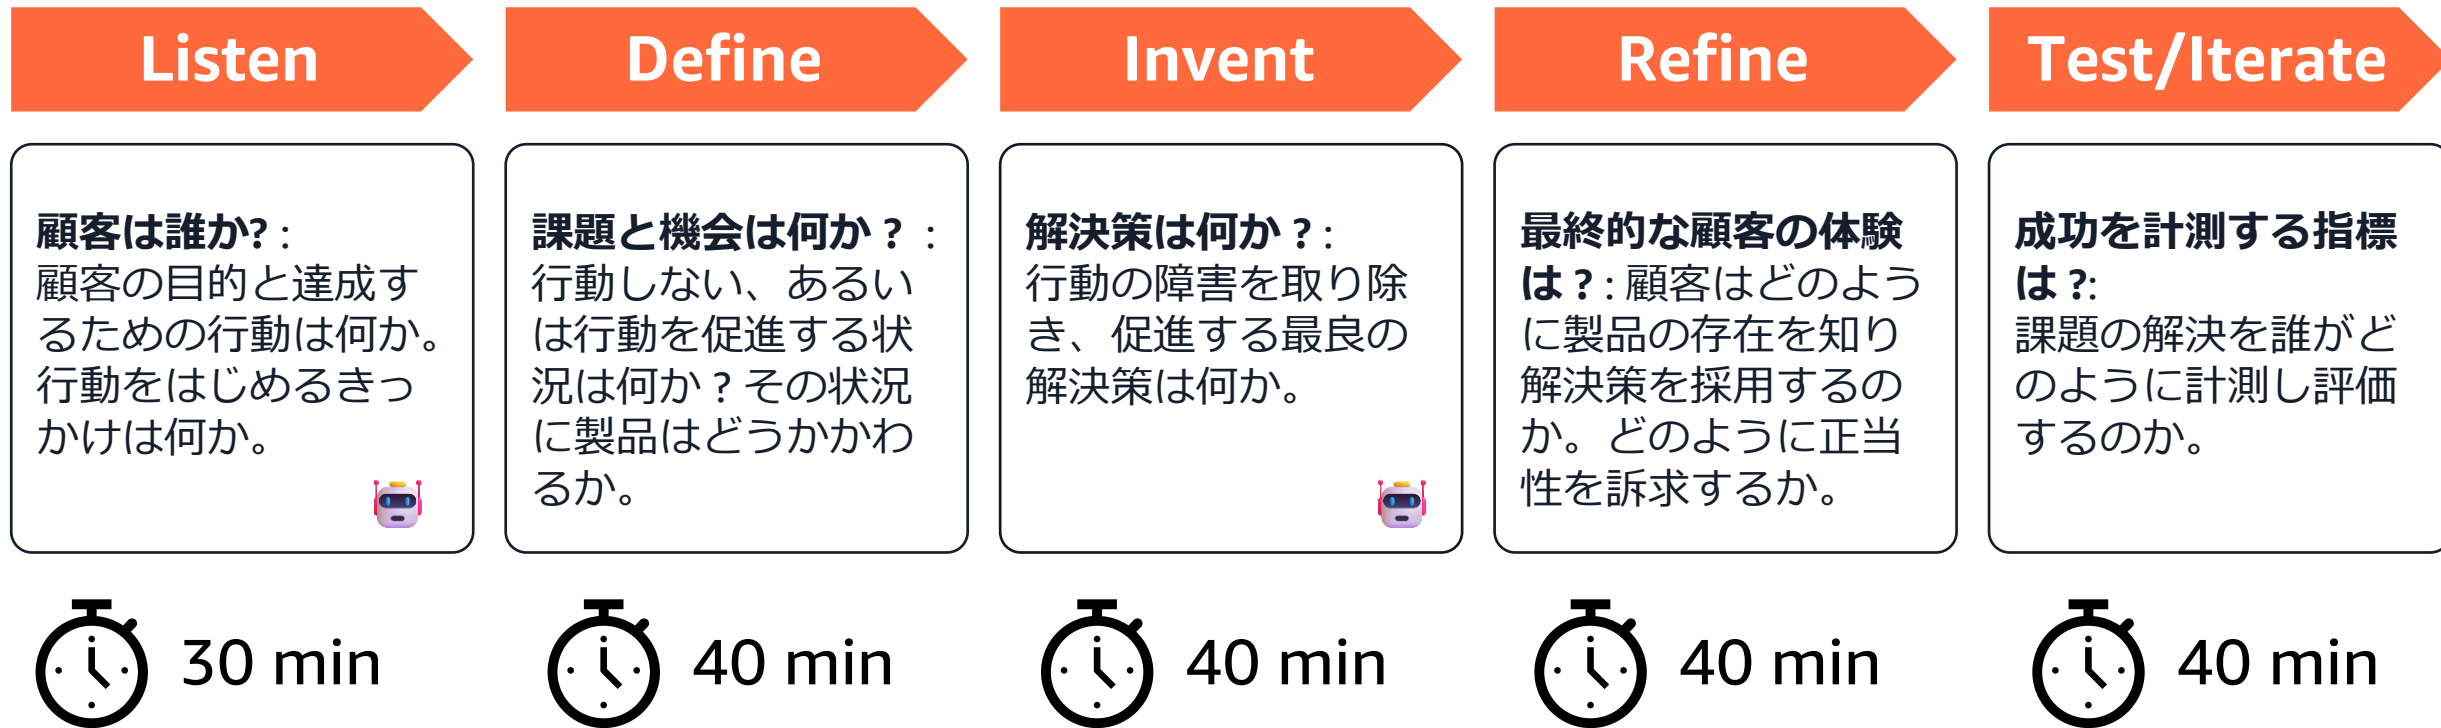 Listen
顧客は誰か? :
顧客の目的と達成す
るための行動は何か。
行動をはじめるきっ
かけは何か。
30 min
Define
課題と機会は何か ? :
行動しない、あるい
は行動を促進する状
況は何か ? その状況
に製品はどうかかわ
るか。
40 min
Invent
解決策は何か ? :
行動の障害を取り除
き、促進する最良の
解決策は何か。
40 min
Refine
最終的な顧客の体験
は ? : 顧客はどのよう
に製品の存在を知り
解決策を採用するの
か。どのように正当
性を訴求するか。
40 min
Test/Iterate
成功を計測する指標
は ?:
課題の解決を誰がど
のように計測し評価
するのか。
40 min